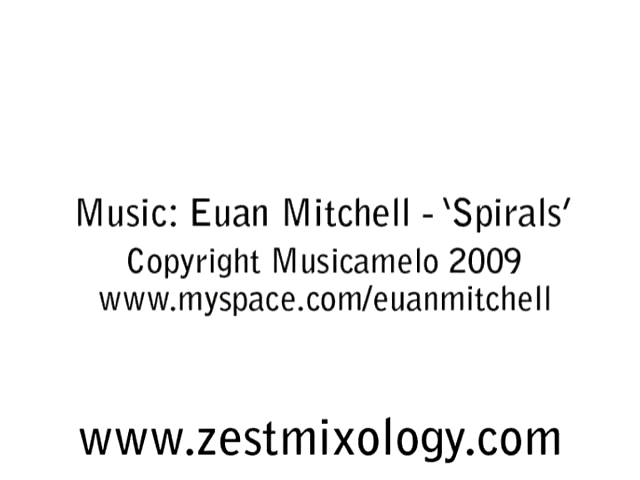 Music: Euan Mitchell - ‘Spirals’
Copyright Musicamelo 2009
www.myspace.com/euanmitchell
www.zestmixology.com